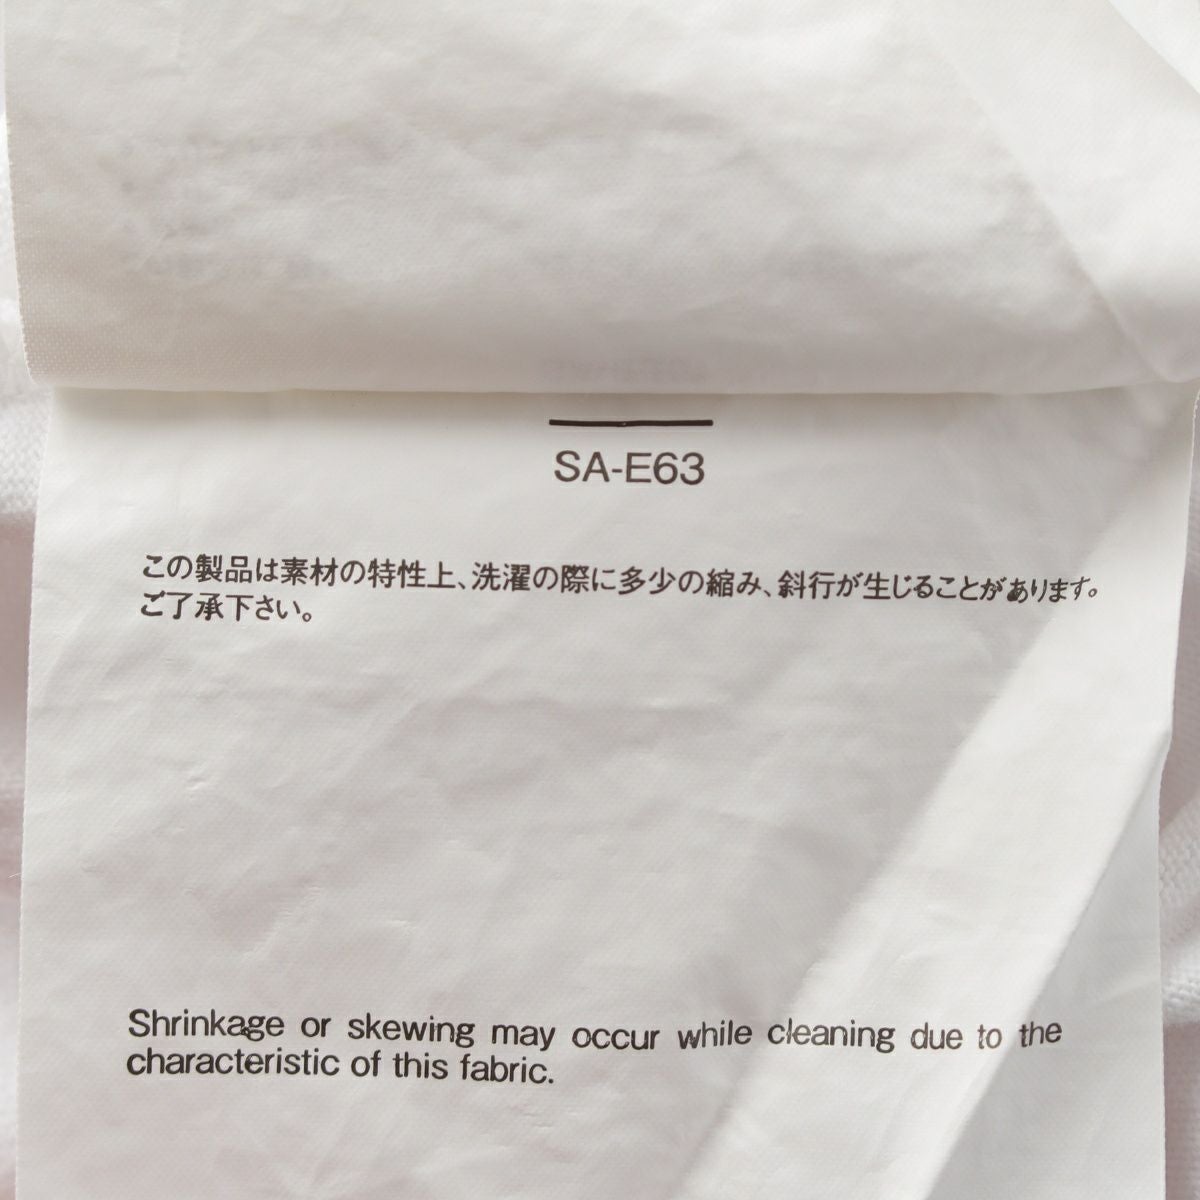 SA-E63
この製品は素材の特性上、洗濯の際に多少の縮み、斜行が生じることがあります。
ご了承下さい。
Shrinkage or skewing may occur while cleaning due to the
characteristic of this fabric.